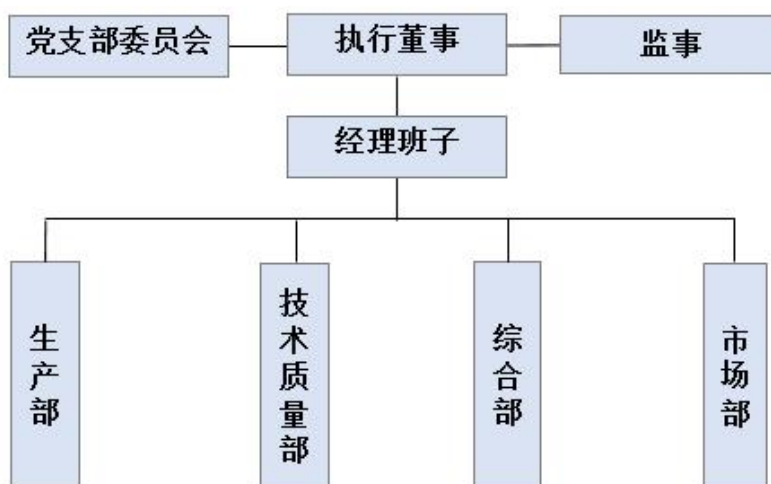 党支部委员会
执行董事
监事
经理班子
生产部
技术质量部
综合部
市场部